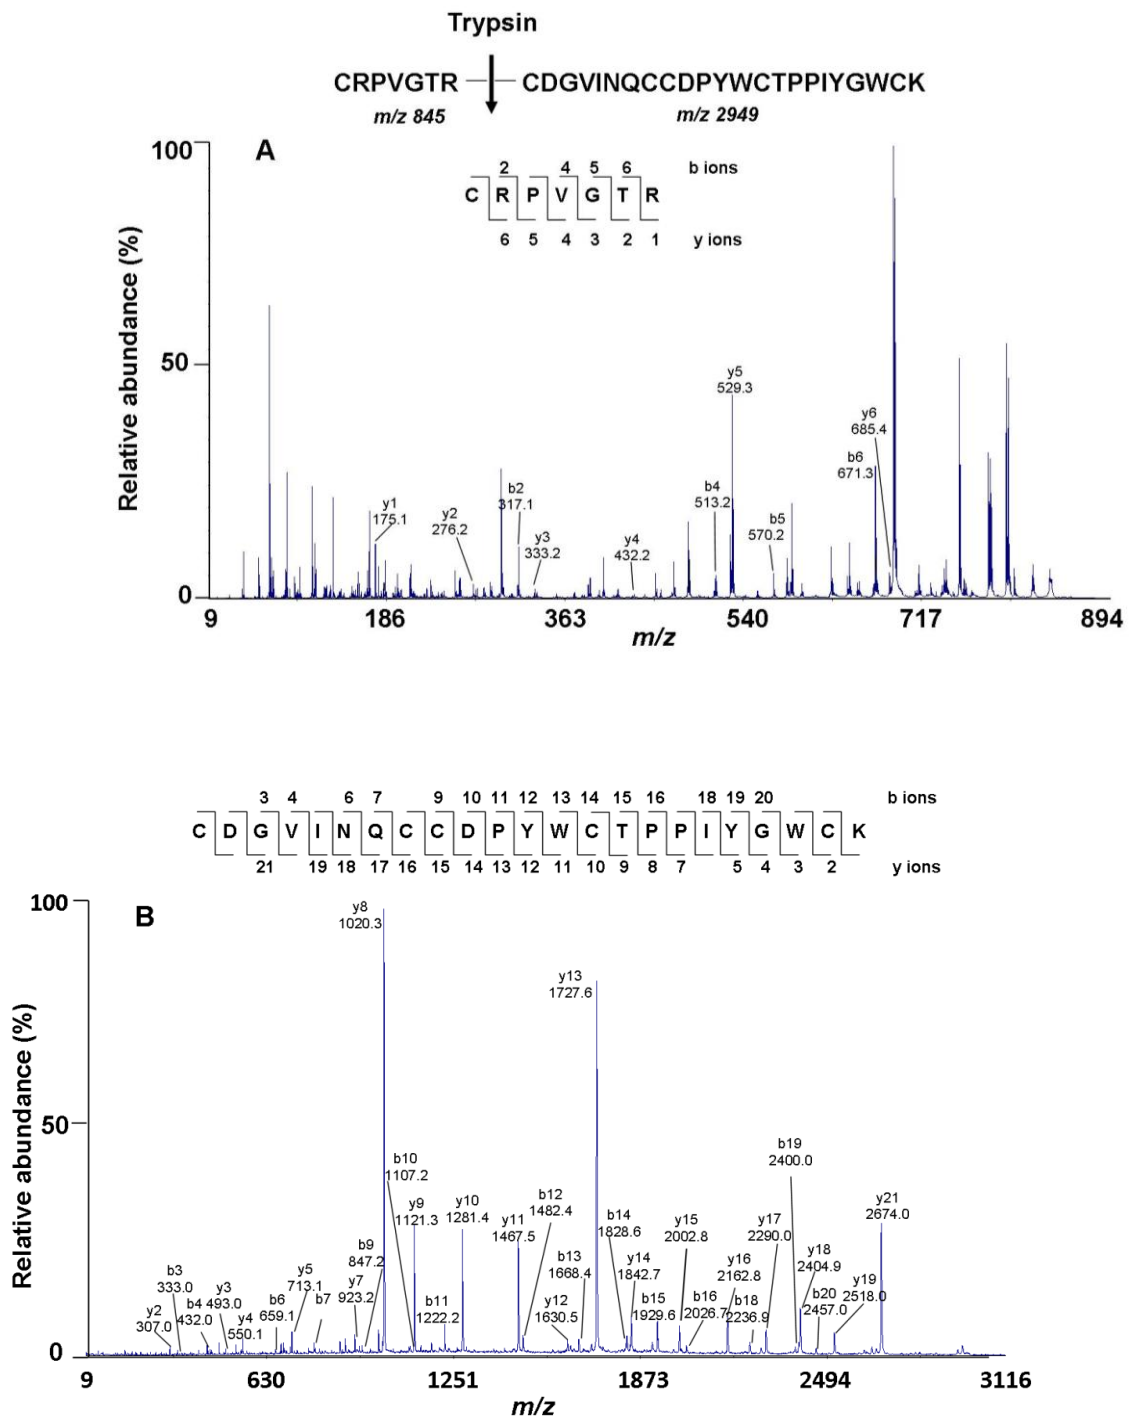 Trypsin
CRPVGTR CDGVINQCCDPYWCTPPIYGWCK
m/z 845 m/z 2949
A
2 4 5 6 b ions
C R P V G T R
6 5 4 3 2 1 y ions
Relative abundance (%)
100
50
0
y1
175.1
y2
276.2
b2
317.1
y3
333.2
y4
432.2
b4
513.2
y5
529.3
b5
570.2
b6
671.3
y6
685.4
9 186 363 540 717 894
m/z
3 4 6 7 9 10 11 12 13 14 15 16 18 19 20 b ions
C D G V I N Q C C D P Y W C T P P I Y G W C K
21 19 18 17 16 15 14 13 12 11 10 9 8 7 5 4 3 2 y ions
B
Relative abundance (%)
100
50
0
y2
307.0
b3
333.0
b4
432.0
y3
493.0
y4
550.1
b6
659.1
y5
713.1
b7
y7
923.2
b9
847.2
y8
1020.3
b10
1107.2
y9
1121.3
b11
1222.2
y10
1281.4
y11
1467.5
b12
1482.4
y12
1630.5
b13
1668.4
y13
1727.6
b14
1828.6
y14
1842.7
b15
1929.6
y15
2002.8
b16
2026.7
y16
2162.8
b18
2236.9
y17
2290.0
b19
2400.0
y18
2404.9
b20
2457.0
y19
2518.0
y21
2674.0
9 630 1251 1873 2494 3116
m/z